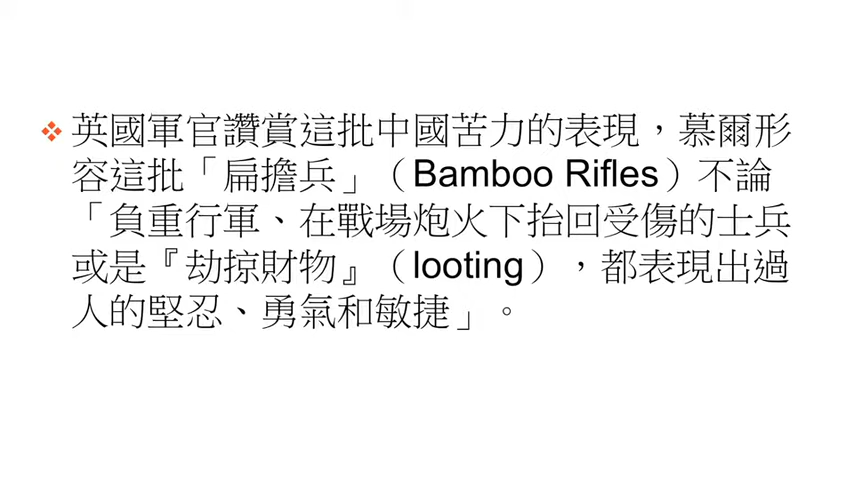 ❖ 英國軍官讚賞這批中國苦力的表現，慕爾形
容這批「扁擔兵」（Bamboo Rifles）不論
「負重行軍、在戰場炮火下抬回受傷的士兵
或是『劫掠財物』（looting），都表現出過
人的堅忍、勇氣和敏捷」。